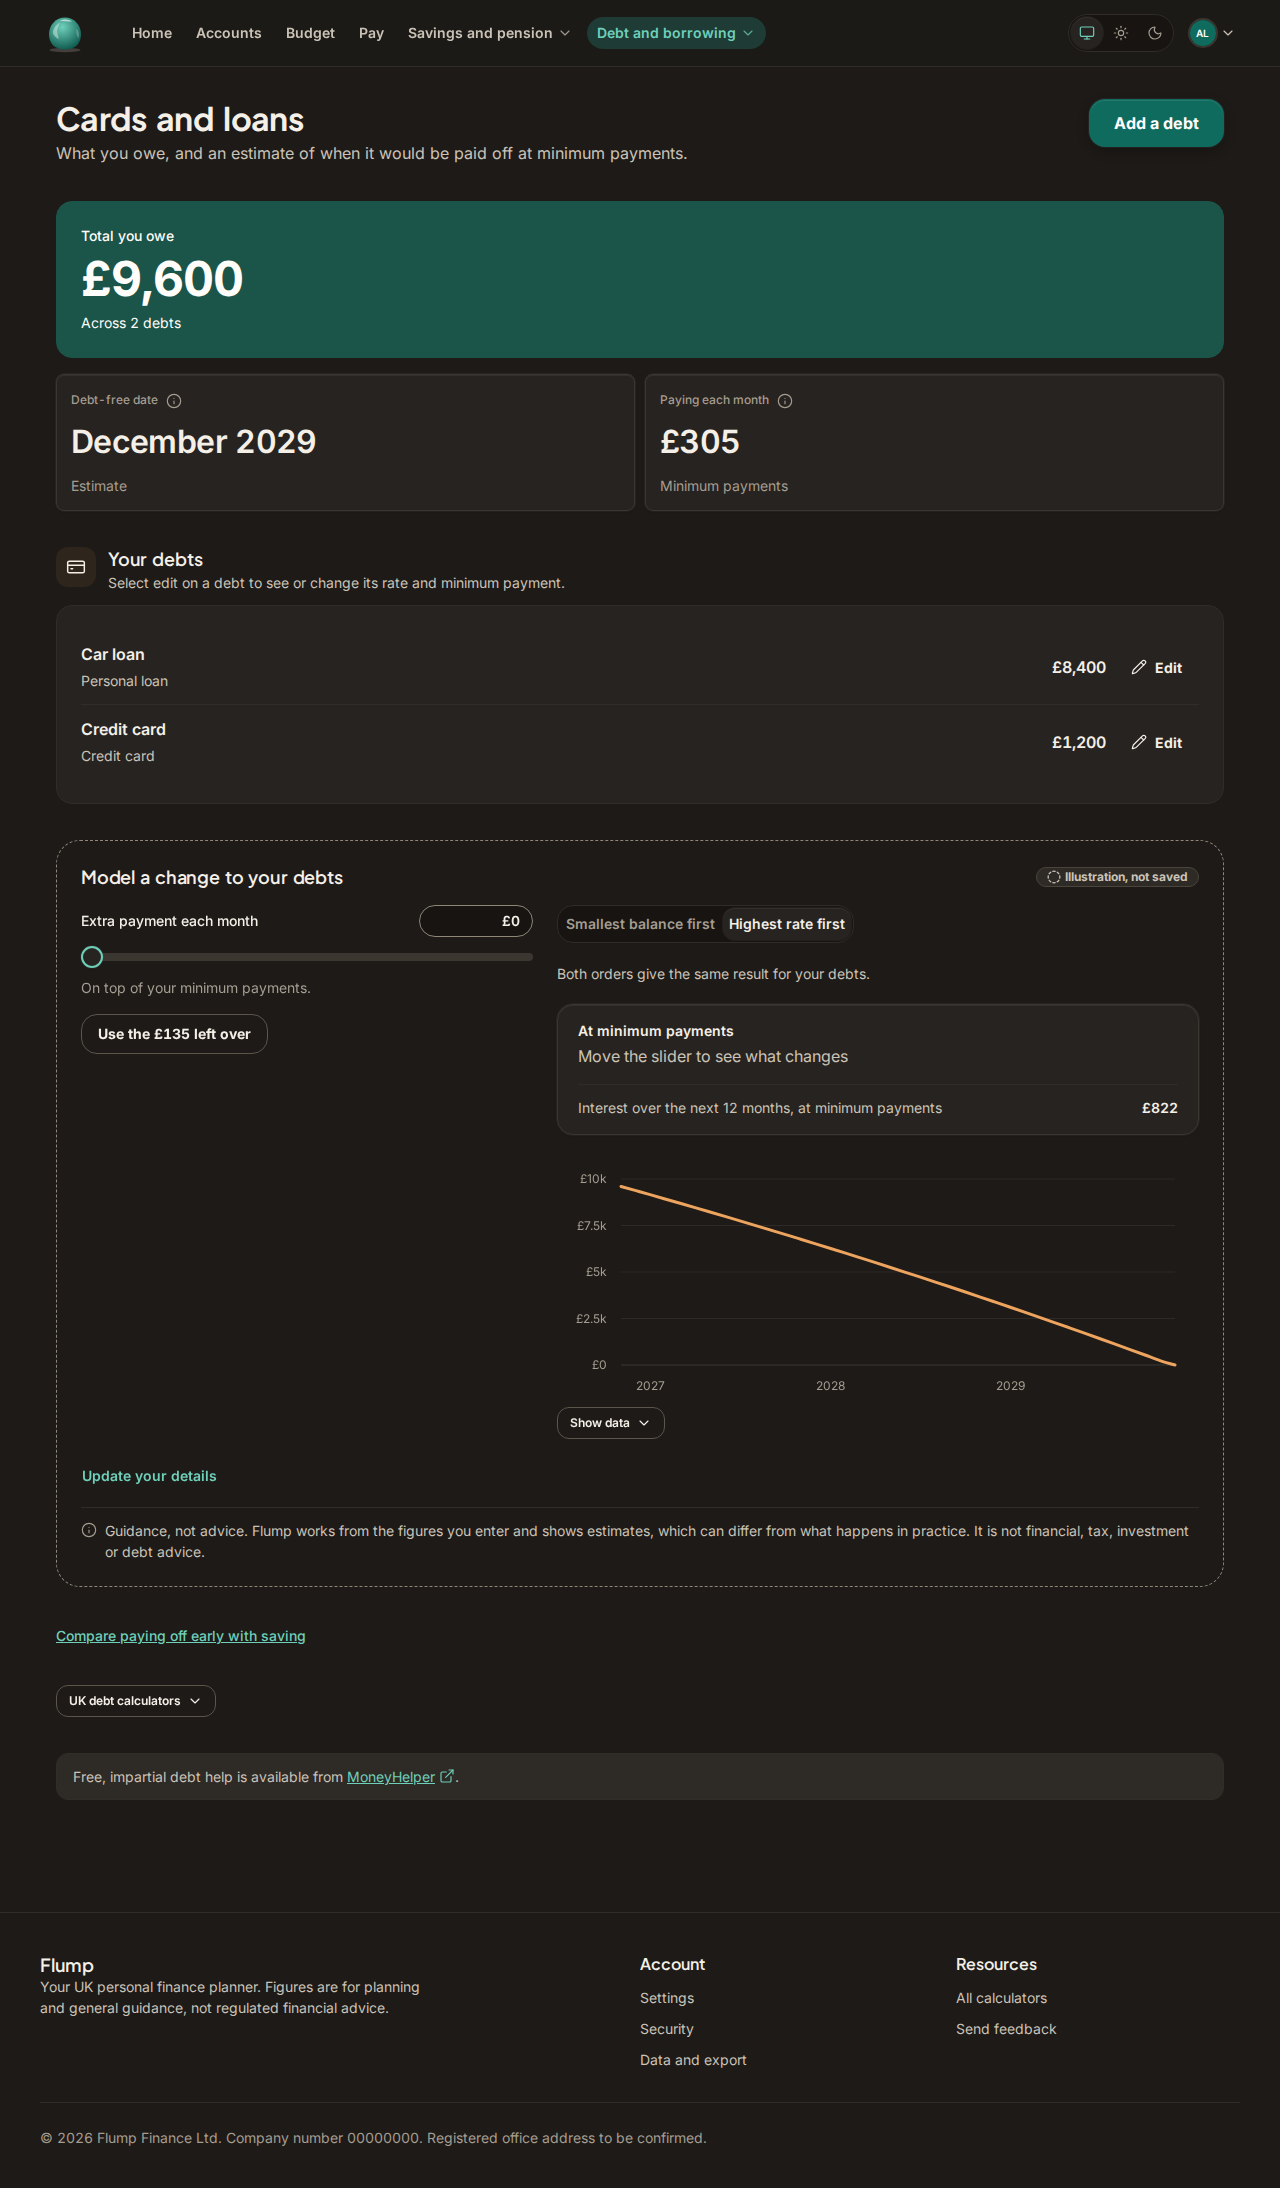 Home
Accounts
Budget
Pay
Savings and pension
Debt and borrowing
AL
Cards and loans
What you owe, and an estimate of when it would be paid off at minimum payments.
Add a debt
Total you owe
£9,600
Across 2 debts
Debt-free date
December 2029
Estimate
Paying each month
£305
Minimum payments
Your debts
Select edit on a debt to see or change its rate and minimum payment.
Car loan
Personal loan
£8,400
Edit
Credit card
Credit card
£1,200
Edit
Model a change to your debts
Illustration, not saved
Extra payment each month
£0
On top of your minimum payments.
Use the £135 left over
Smallest balance first
Highest rate first
Both orders give the same result for your debts.
At minimum payments
Move the slider to see what changes
Interest over the next 12 months, at minimum payments
£822
£10k
£7.5k
£5k
£2.5k
£0
2027
2028
2029
Show data
Update your details
Guidance, not advice. Flump works from the figures you enter and shows estimates, which can differ from what happens in practice. It is not financial, tax, investment
or debt advice.
Compare paying off early with saving
UK debt calculators
Free, impartial debt help is available from MoneyHelper.
Flump
Your UK personal finance planner. Figures are for planning
and general guidance, not regulated financial advice.
Account
Settings
Security
Data and export
Resources
All calculators
Send feedback
© 2026 Flump Finance Ltd. Company number 00000000. Registered office address to be confirmed.